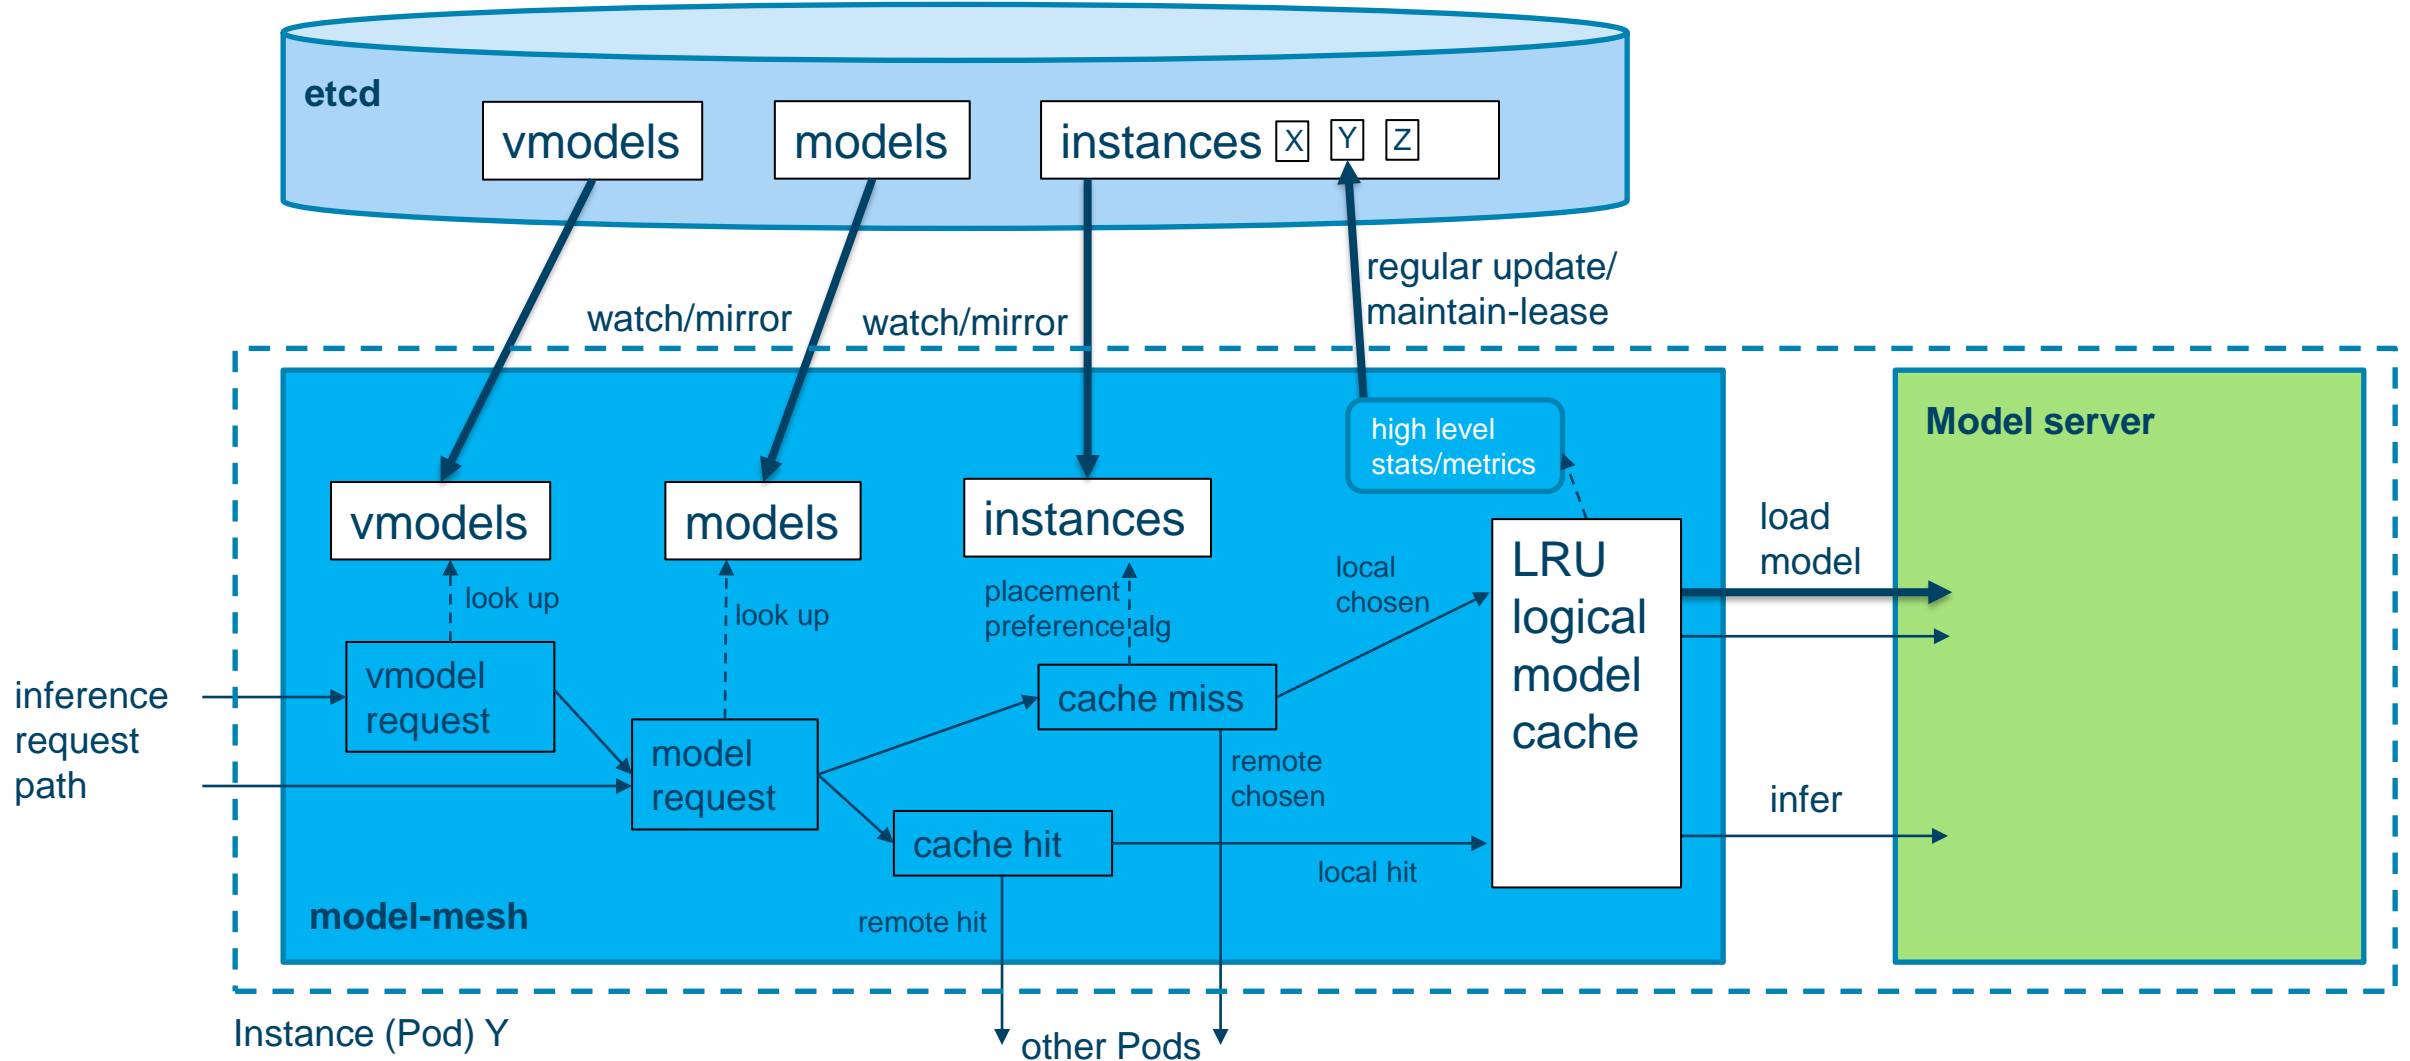 etcd
vmodels
models
instances
X
Y
Z
regular update/
maintain-lease
watch/mirror
watch/mirror
high level
stats/metrics
Model server
vmodels
models
instances
load
model
LRU
logical
model
cache
look up
look up
placement
preference alg
local
chosen
inference
request
path
vmodel
request
model
request
cache miss
remote
chosen
cache hit
local hit
infer
remote hit
model-mesh
Instance (Pod) Y
other Pods